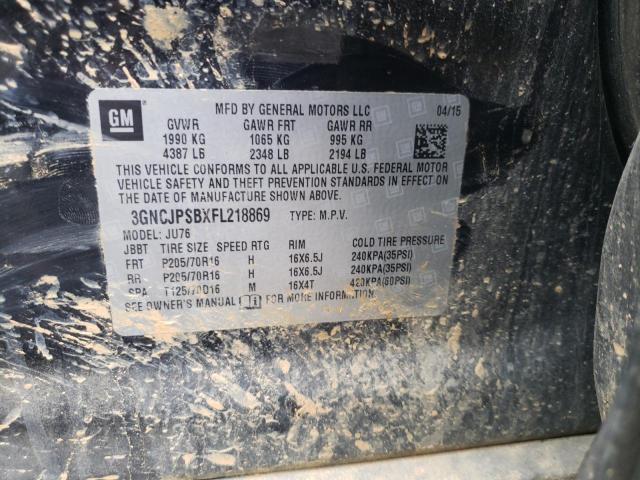 GM
MFD BY GENERAL MOTORS LLC 04/15
GVWR GAWR FRT GAWR RR
1990 KG 1065 KG 995 KG
4387 LB 2348 LB 2194 LB
THIS VEHICLE CONFORMS TO ALL APPLICABLE U.S. FEDERAL MOTOR
VEHICLE SAFETY AND THEFT PREVENTION STANDARDS IN EFFECT ON
THE DATE OF MANUFACTURE SHOWN ABOVE.
3GNCJPSBXFL218869 TYPE: M.P.V.
MODEL: JU76
JBBT TIRE SIZE SPEED RTG RIM COLD TIRE PRESSURE
FRT P205/70R16 H 16X6.5J 240KPA(35PSI)
RR P205/70R16 H 16X6.5J 240KPA(35PSI)
SPA T125/70D16 M 16X4T 420KPA(60PSI)
SEE OWNER'S MANUAL FOR MORE INFORMATION.